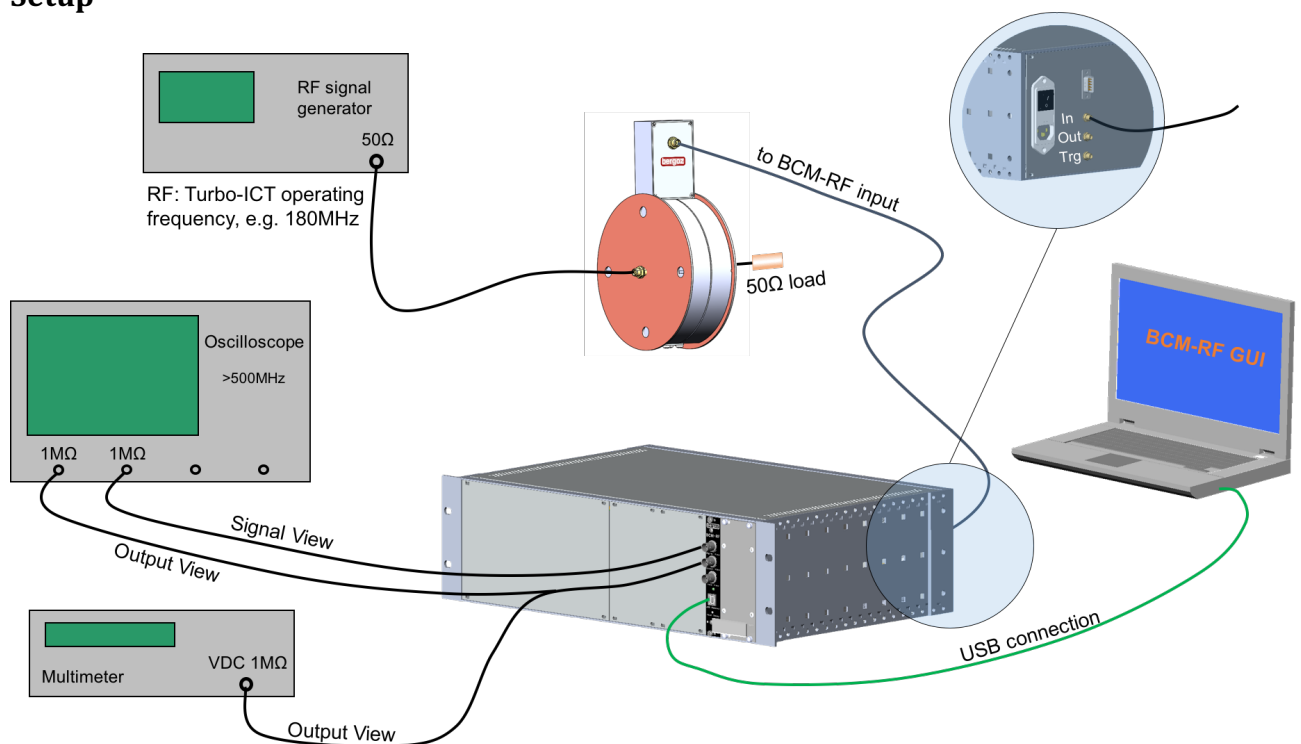 Setup
RF signal
generator
50Ω
RF: Turbo-ICT operating
frequency, e.g. 180MHz
to BCM-RF input
50Ω load
In
Out
Trg
Oscilloscope
>500MHz
1MΩ
1MΩ
BCM-RF GUI
Signal View
Output View
USB connection
VDC 1MΩ
Multimeter
Output View